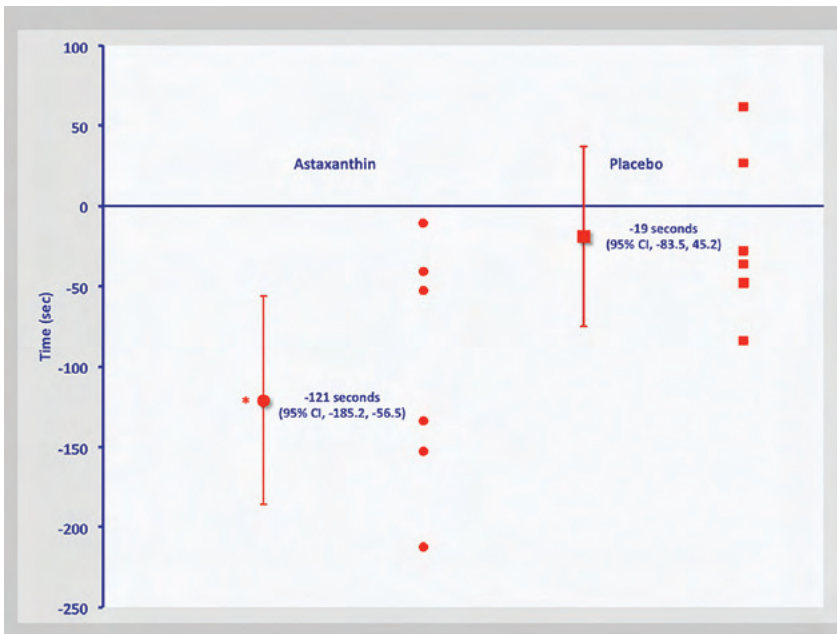 100
50
0
-50
-100
-150
-200
-250
Time (sec)
Astaxanthin
Placebo
-19 seconds
(95% CI, -83.5, 45.2)
*
-121 seconds
(95% CI, -185.2, -56.5)